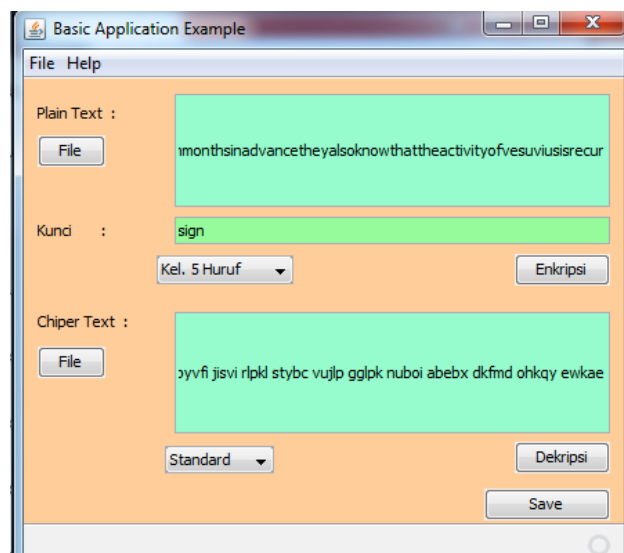 Basic Application Example
File Help
Plain Text :
File
monthsinadvancetheyalsoknowthattheactivityofvesuviusisrecur
Kunci :
sign
Kel. 5 Huruf
Enkripsi
Chiper Text :
File
yvfi jisvi rlpkl stybc vujlp gglpk nuboi abebx dkfmd ohkqy ewkae
Standard
Dekripsi
Save